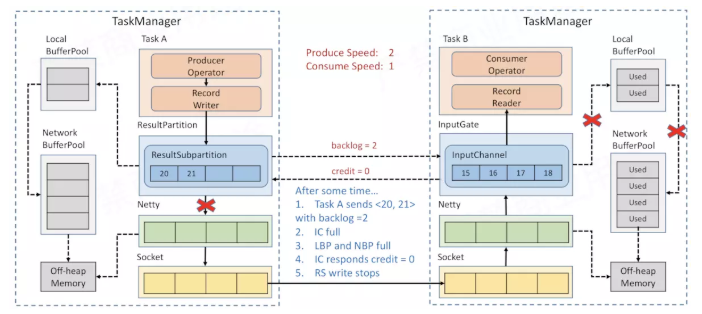 TaskManager
Local
BufferPool
Task A
Producer
Operator
Record
Writer
Network
BufferPool
ResultPartition
ResultSubpartition
20 21
Netty
Socket
Off-heap
Memory
Produce Speed: 2
Consume Speed: 1
backlog = 2
credit = 0
After some time...
1. Task A sends <20, 21>
with backlog =2
2. IC full
3. LBP and NBP full
4. IC responds credit = 0
5. RS write stops
TaskManager
Task B
Consumer
Operator
Record
Reader
InputGate
InputChannel
15 16 17 18
Netty
Socket
Local
BufferPool
Used
Used
Network
BufferPool
Used
Used
Used
Used
Off-heap
Memory